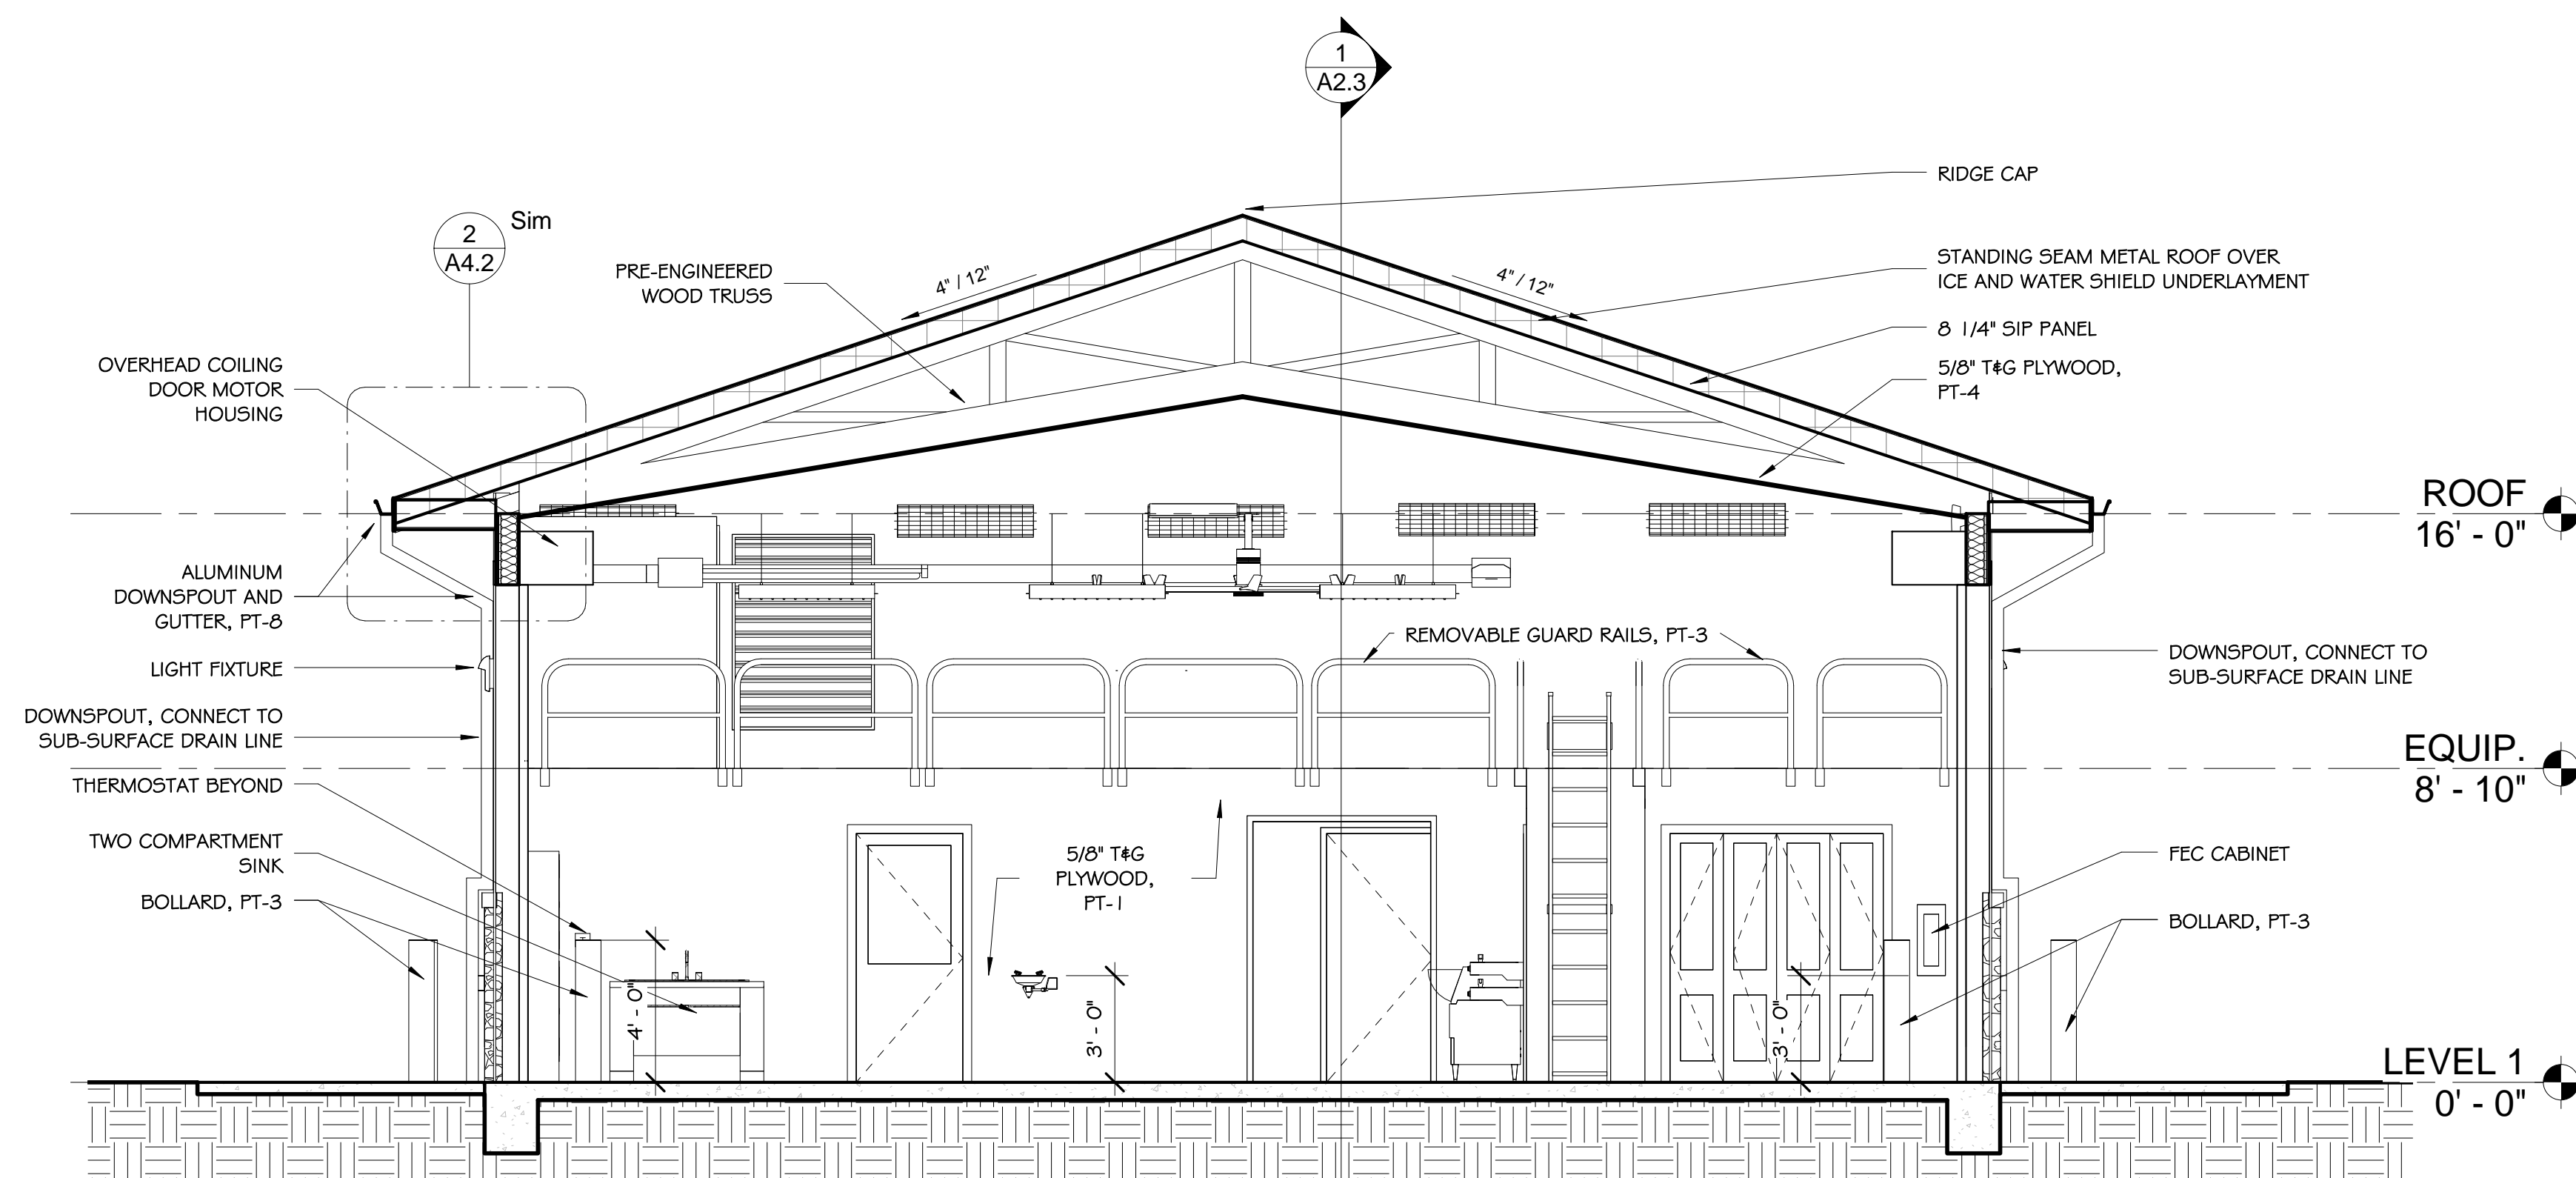 1
A2.3
RIDGE CAP
2
A4.2
Sim
PRE-ENGINEERED
WOOD TRUSS
4" / 12"
4" / 12"
STANDING SEAM METAL ROOF OVER
ICE AND WATER SHIELD UNDERLAYMENT
8 1/4" SIP PANEL
5/8" T&G PLYWOOD,
PT-4
OVERHEAD COILING
DOOR MOTOR
HOUSING
ROOF
16' - 0"
ALUMINUM
DOWNSPOUT AND
GUTTER, PT-8
REMOVABLE GUARD RAILS, PT-3
LIGHT FIXTURE
DOWNSPOUT, CONNECT TO
SUB-SURFACE DRAIN LINE
DOWNSPOUT, CONNECT TO
SUB-SURFACE DRAIN LINE
EQUIP.
8' - 10"
THERMOSTAT BEYOND
TWO COMPARTMENT
SINK
5/8" T&G
PLYWOOD,
PT-1
FEC CABINET
BOLLARD, PT-3
BOLLARD, PT-3
4' - 0"
3' - 0"
3' - 0"
LEVEL 1
0' - 0"